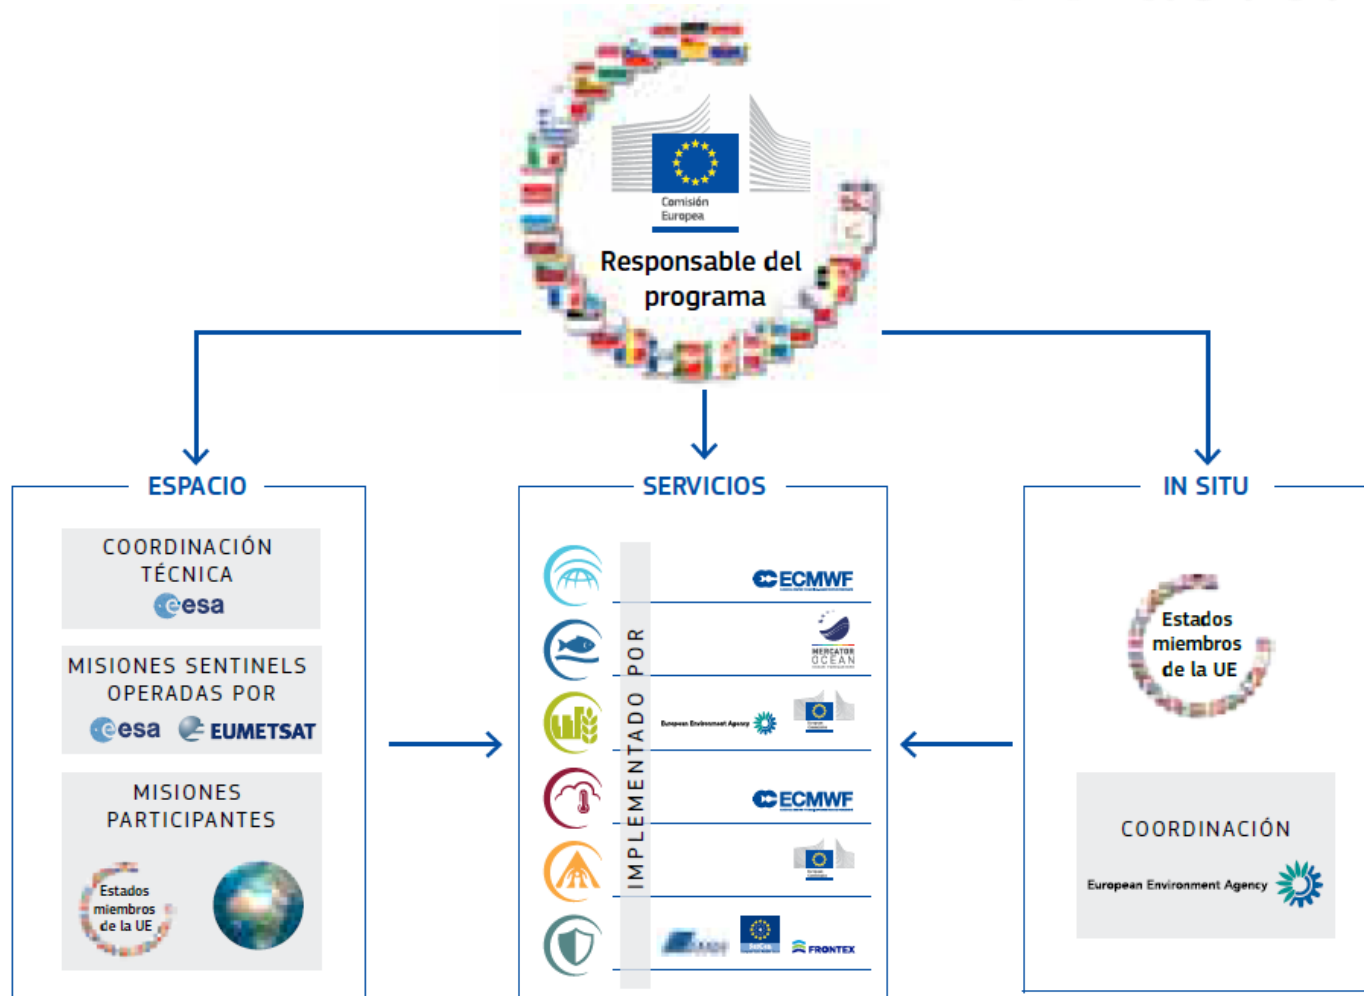 Comisión
Europea
Responsable del
programa
ESPACIO
COORDINACIÓN
TÉCNICA
esa
MISIONES SENTINELS
OPERADAS POR
esa EUMETSAT
MISIONES
PARTICIPANTES
Estados
miembros
de la UE
SERVICIOS
IMPLEMENTADO POR
ECMWF
MERCATOR
OCEAN
European Environment Agency
ECMWF
FRONTEX
IN SITU
Estados
miembros
de la UE
COORDINACIÓN
European Environment Agency